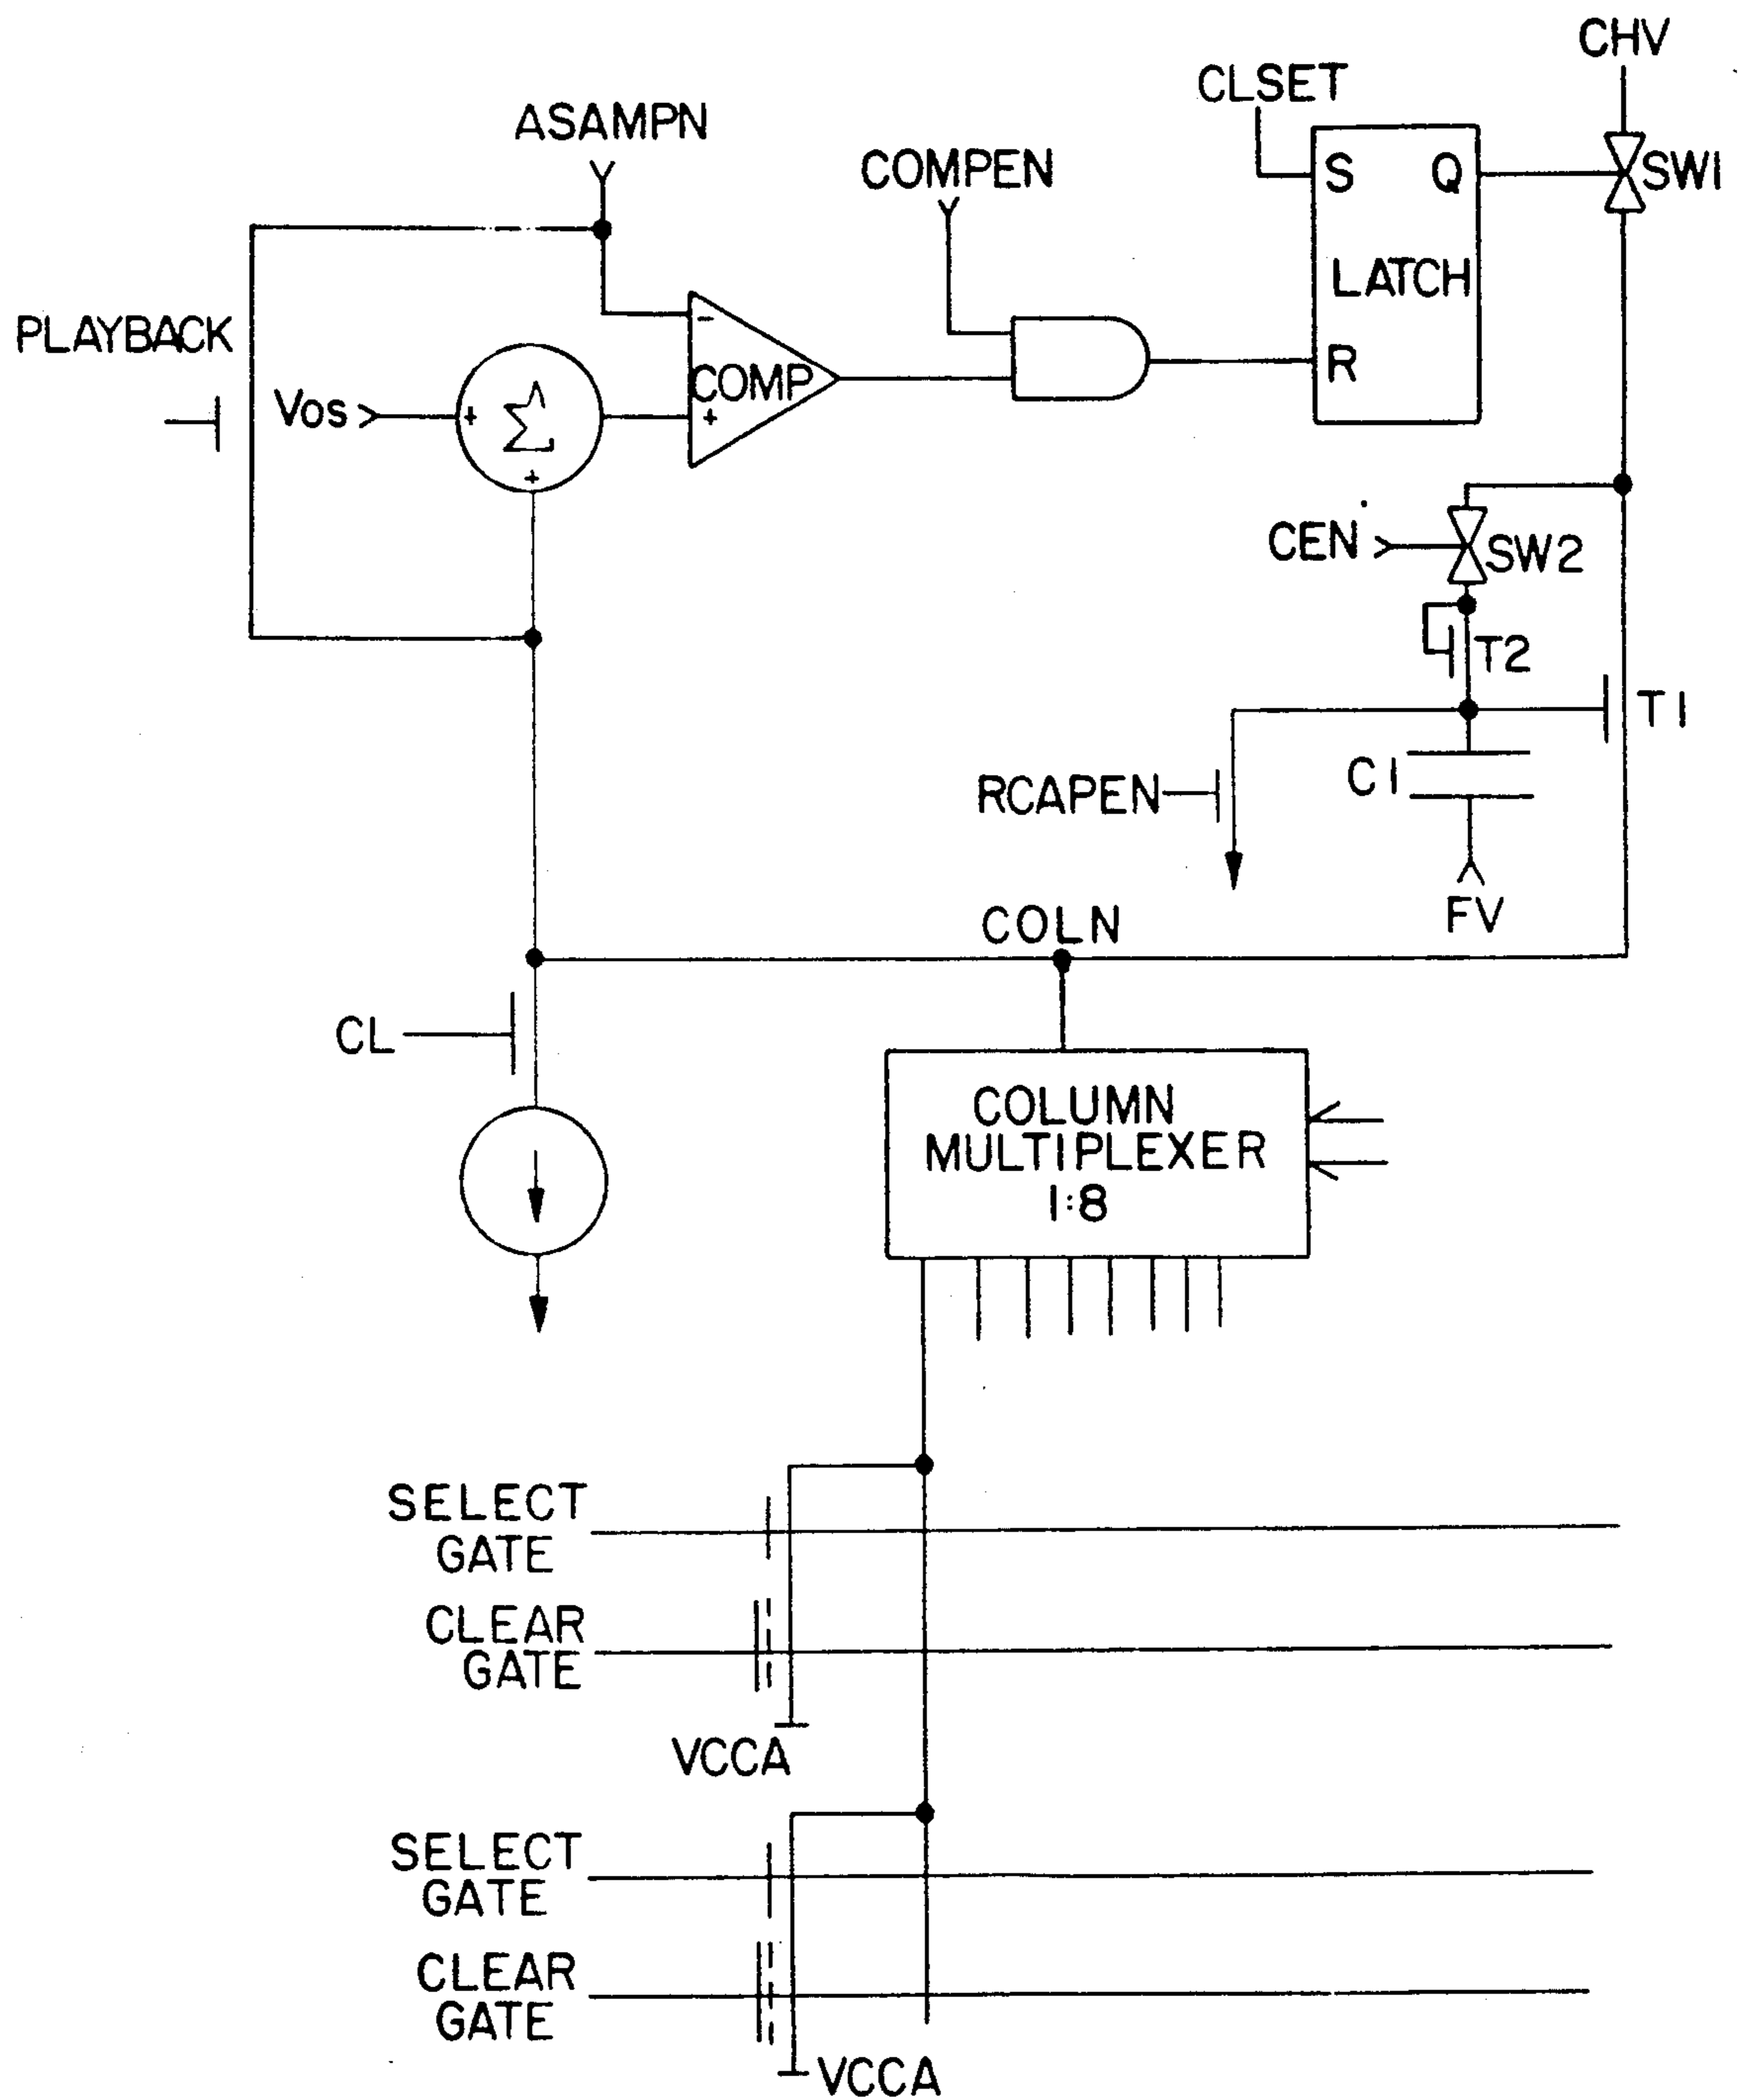 CHV
CLSET
ASAMPN
COMPEN
S Q
SW1
LATCH
PLAYBACK
-
COMP
R
Vos
+
Σ
+
+
CEN
SW2
T2
T1
C1
RCAPEN
FV
COLN
CL
COLUMN
MULTIPLEXER
1:8
SELECT
GATE
CLEAR
GATE
VCCA
SELECT
GATE
CLEAR
GATE
VCCA